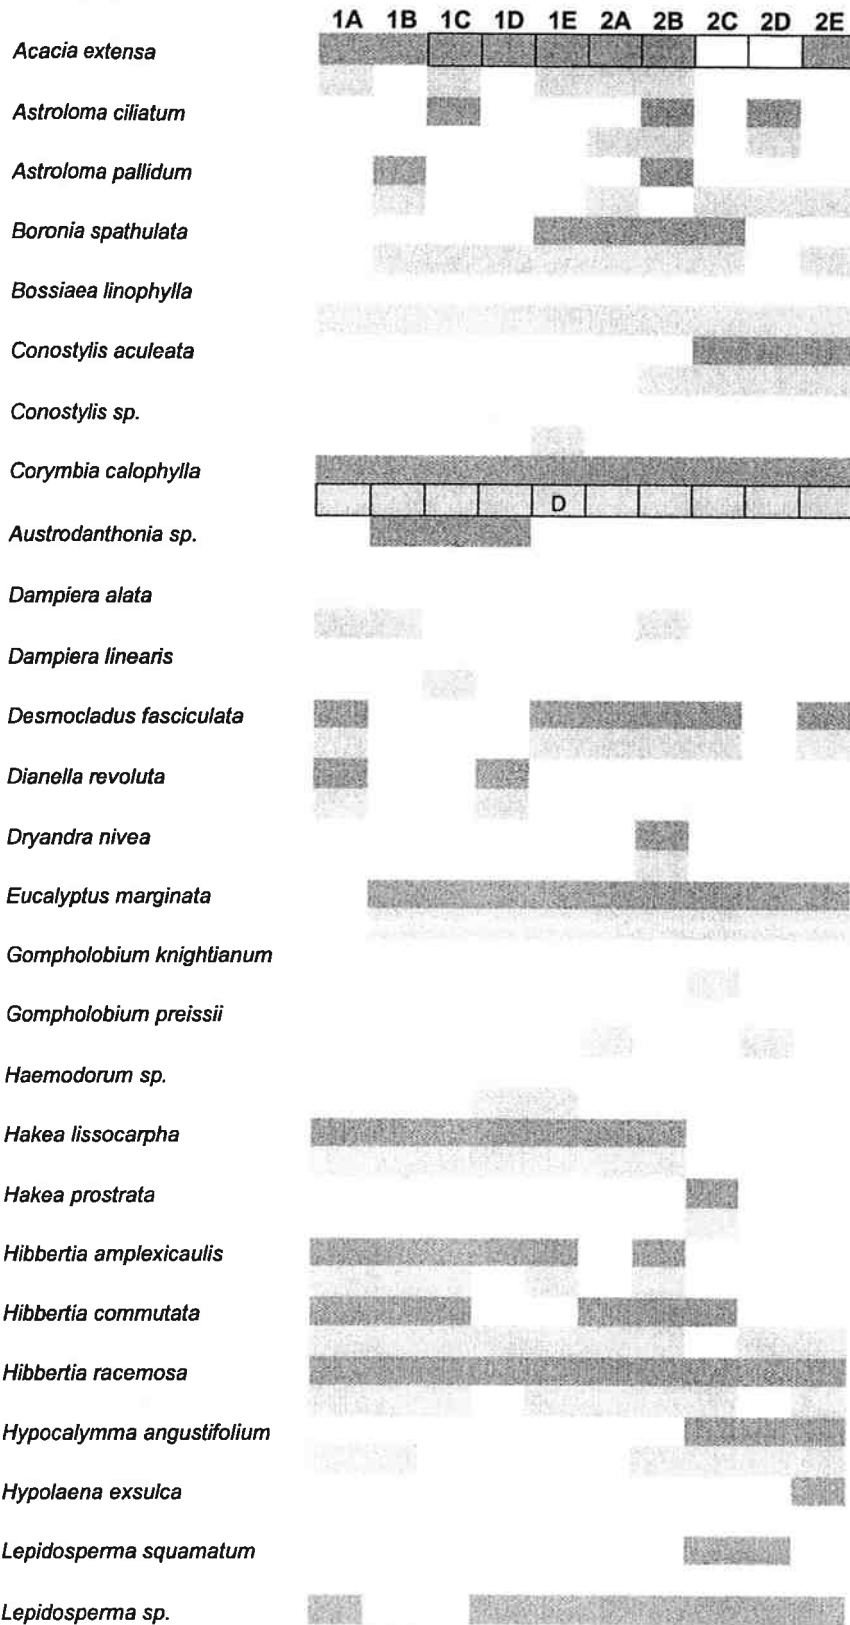 1A 1B 1C 1D 1E 2A 2B 2C 2D 2E
Acacia extensa
Astroloma ciliatum
Astroloma pallidum
Boronia spathulata
Bossiaea linophylla
Conostylis aculeata
Conostylis sp.
Corymbia calophylla
D
Austrodanthonia sp.
Dampiera alata
Dampiera linearis
Desmocladus fasciculata
Dianella revoluta
Dryandra nivea
Eucalyptus marginata
Gompholobium knightianum
Gompholobium preissii
Haemodorum sp.
Hakea lissocarpha
Hakea prostrata
Hibbertia amplexicaulis
Hibbertia commutata
Hibbertia racemosa
Hypocalymma angustifolium
Hypolaena exsulca
Lepidosperma squamatum
Lepidosperma sp.